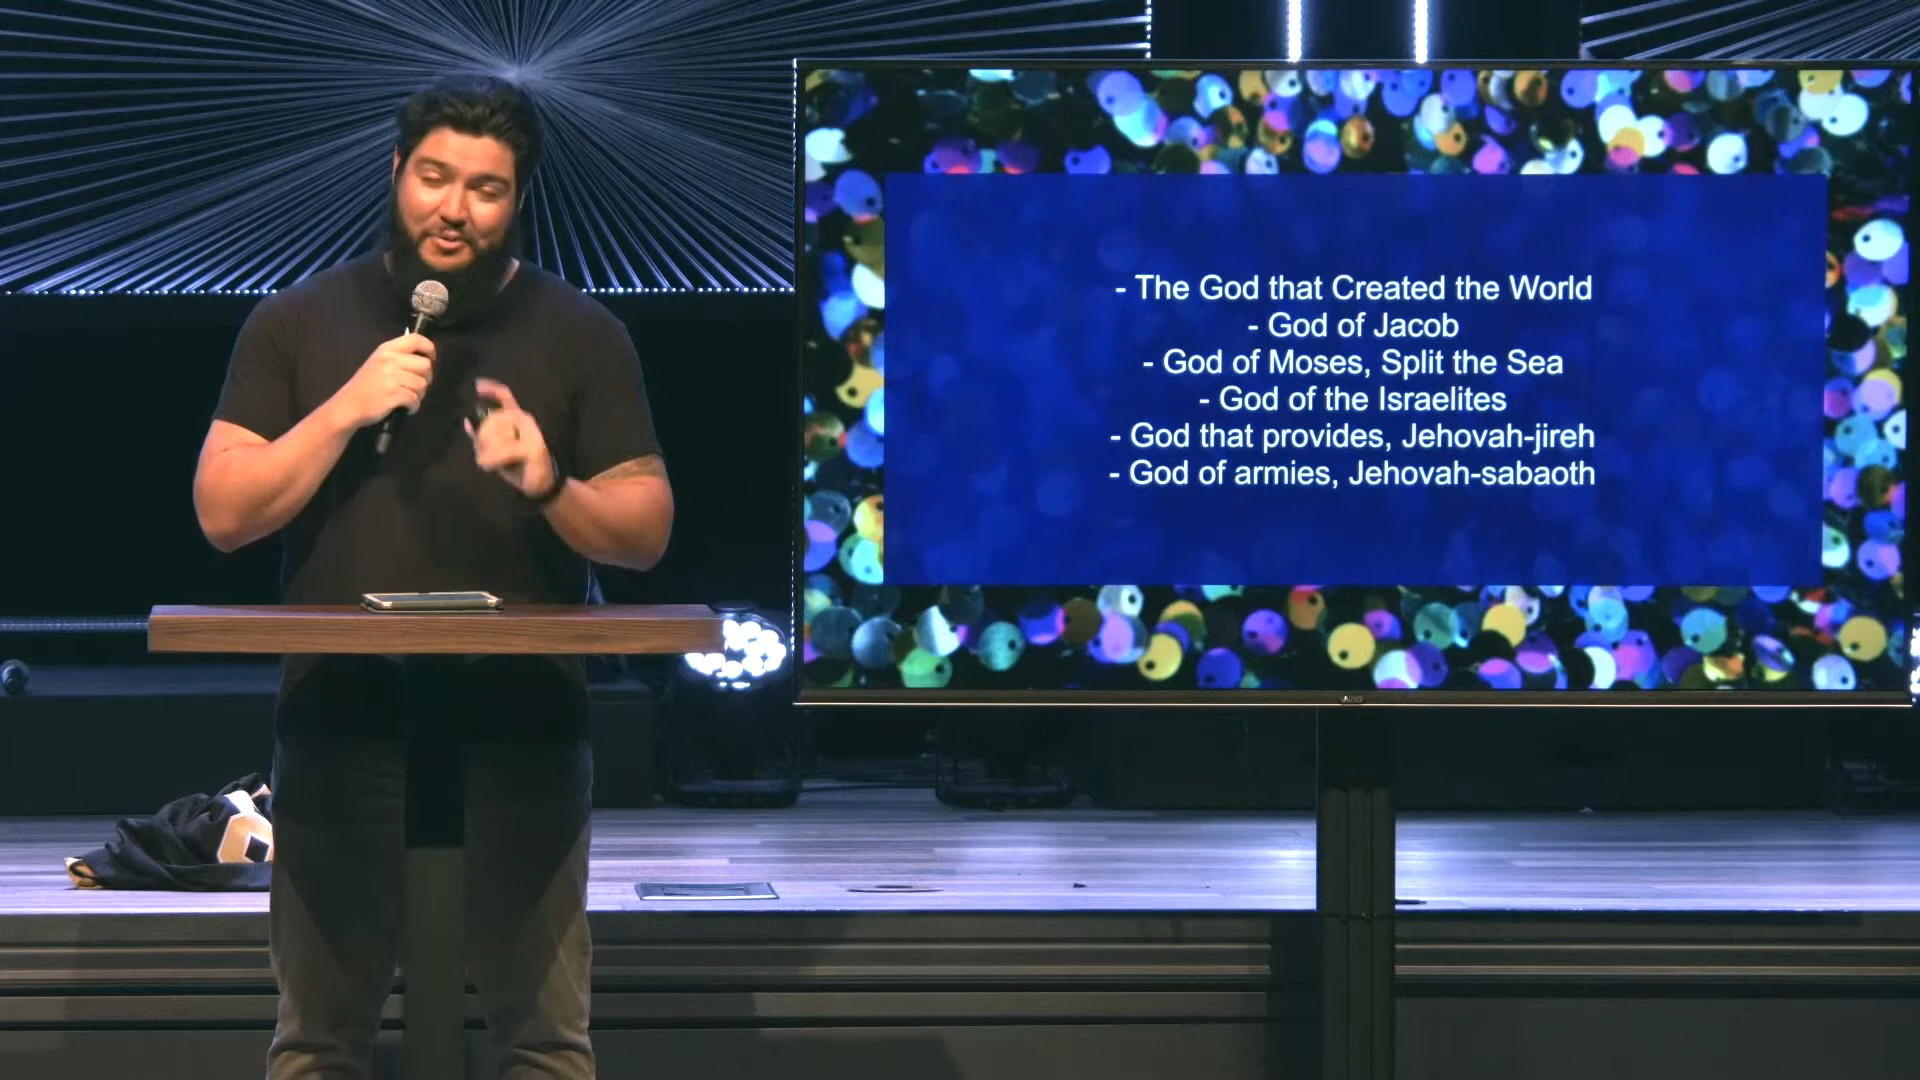 - The God that Created the World
- God of Jacob
- God of Moses, Split the Sea
- God of the Israelites
- God that provides, Jehovah-jireh
- God of armies, Jehovah-sabaoth